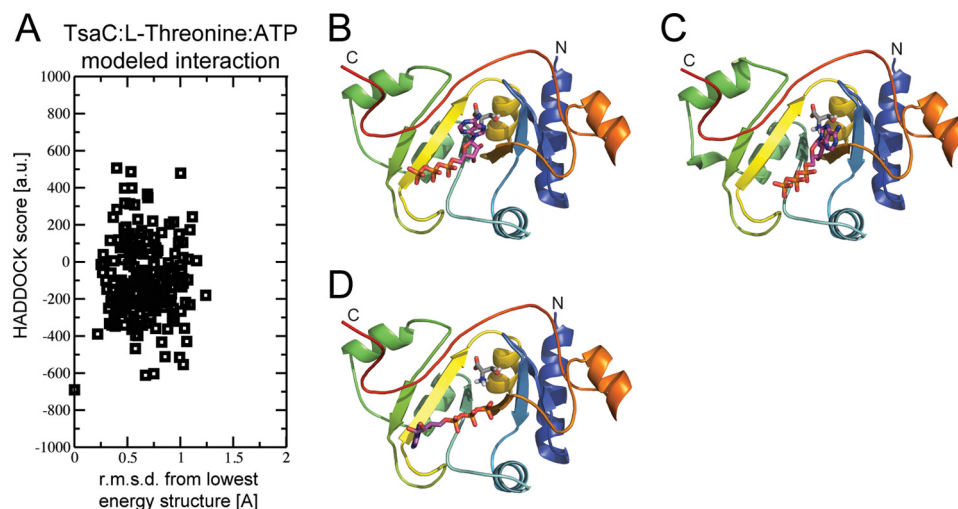 A
TsaC:L-Threonine:ATP
modeled interaction
1000
800
600
400
200
0
-200
-400
-600
-800
-1000
HADDOCK score [a.u.]
0
0.5
1
1.5
2
r.m.s.d. from lowest
energy structure [A]
B
C
N
C
C
N
D
C
N